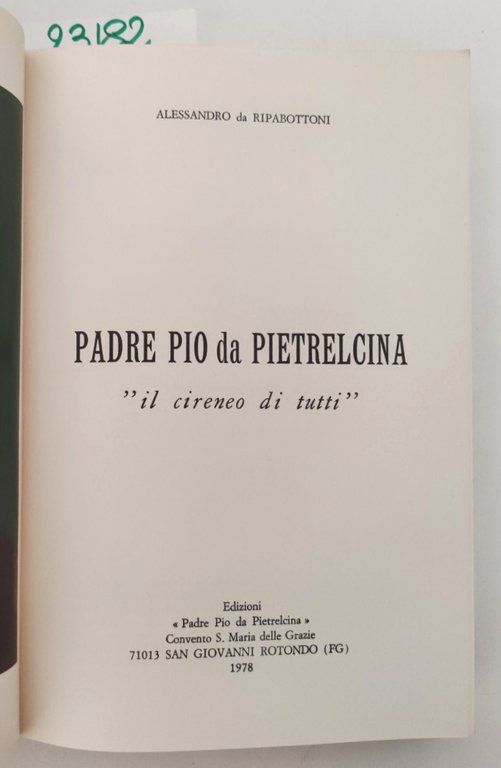 93182
ALESSANDRO da RIPABOTTONI
PADRE PIO da PIETRELCINA
"il cireneo di tutti"
Edizioni
« Padre Pio da Pietrelcina »
Convento S. Maria delle Grazie
71013 SAN GIOVANNI ROTONDO (FG)
1978